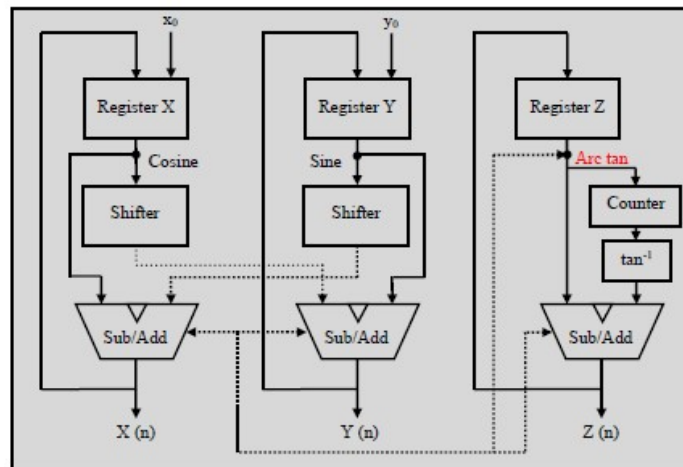 x₀
y₀
Register X
Register Y
Register Z
Cosine
Sine
Arc tan
Shifter
Shifter
Counter
tan⁻¹
Sub/Add
Sub/Add
Sub/Add
X (n)
Y (n)
Z (n)